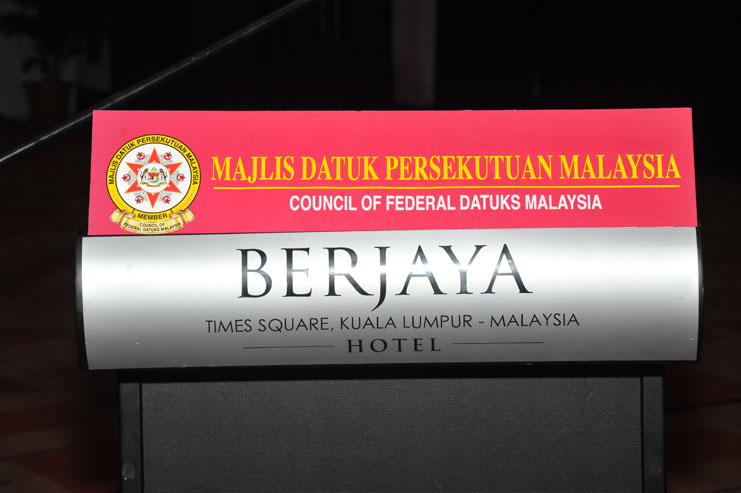 MAJLIS DATUK PERSEKUTUAN MALAYSIA
MEMBER
COUNCIL OF
FEDERAL DATUKS MALAYSIA
MAJLIS DATUK PERSEKUTUAN MALAYSIA
COUNCIL OF FEDERAL DATUKS MALAYSIA
BERJAYA
TIMES SQUARE, KUALA LUMPUR - MALAYSIA
HOTEL